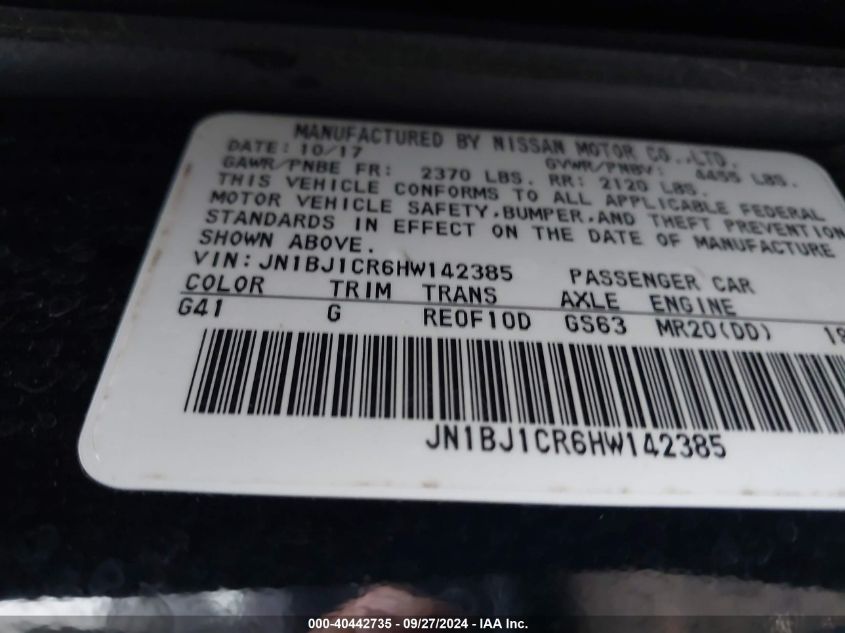 MANUFACTURED BY NISSAN MOTOR CO.,LTD.
DATE: 10/17 GVWR/PNBV: 4455 LBS.
GAWR/PNBE FR: 2370 LBS. RR: 2120 LBS.
THIS VEHICLE CONFORMS TO ALL APPLICABLE FEDERAL
MOTOR VEHICLE SAFETY,BUMPER,AND THEFT PREVENTION
STANDARDS IN EFFECT ON THE DATE OF MANUFACTURE
SHOWN ABOVE.
VIN:JN1BJ1CR6HW142385 PASSENGER CAR
COLOR TRIM TRANS AXLE ENGINE
G41 G RE0F10D GS63 MR20(DD)
JN1BJ1CR6HW142385
000-40442735 - 09/27/2024 - IAA Inc.